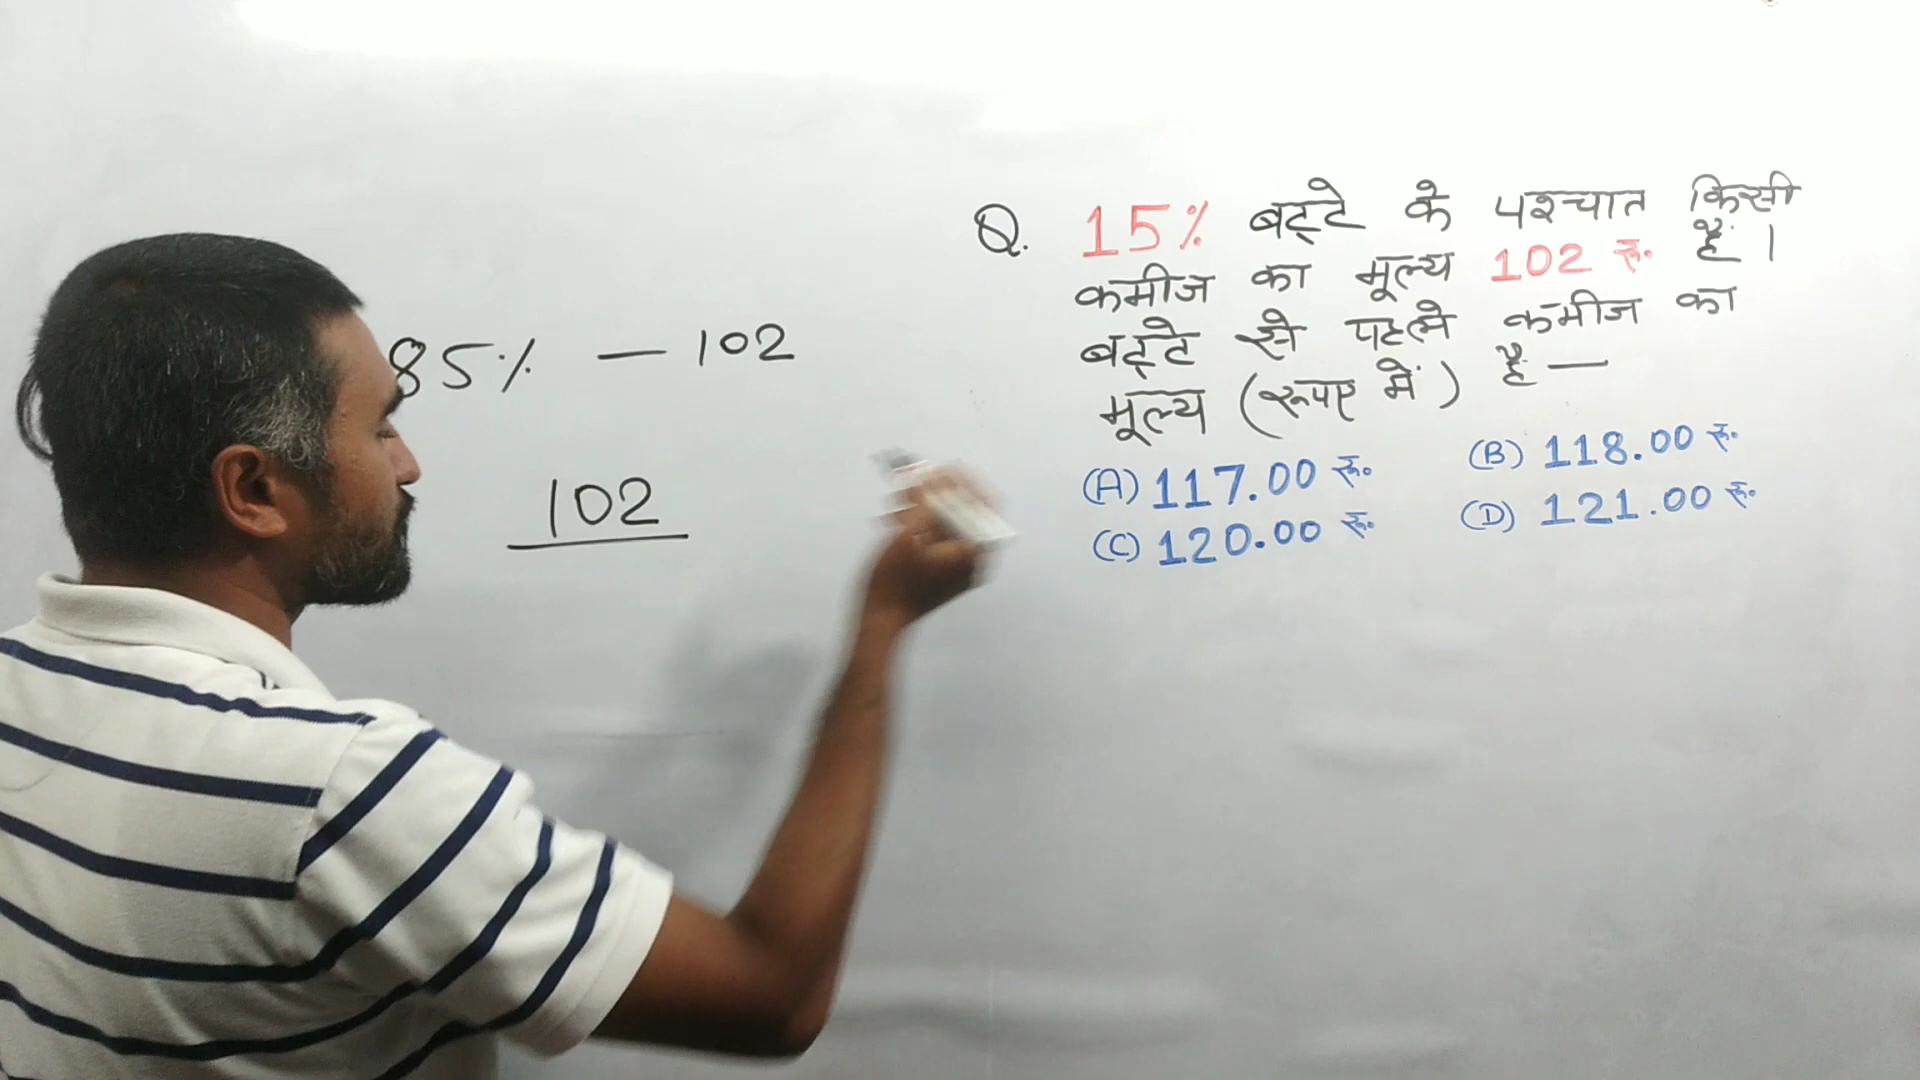 85% — 102
102
Q. 15% बट्टे के पश्चात किसी
कमीज का मूल्य 102 रू. है।
बट्टे से पहले कमीज का
मूल्य (रूपए में) है —
(A) 117.00 रू. (B) 118.00 रू.
(C) 120.00 रू. (D) 121.00 रू.